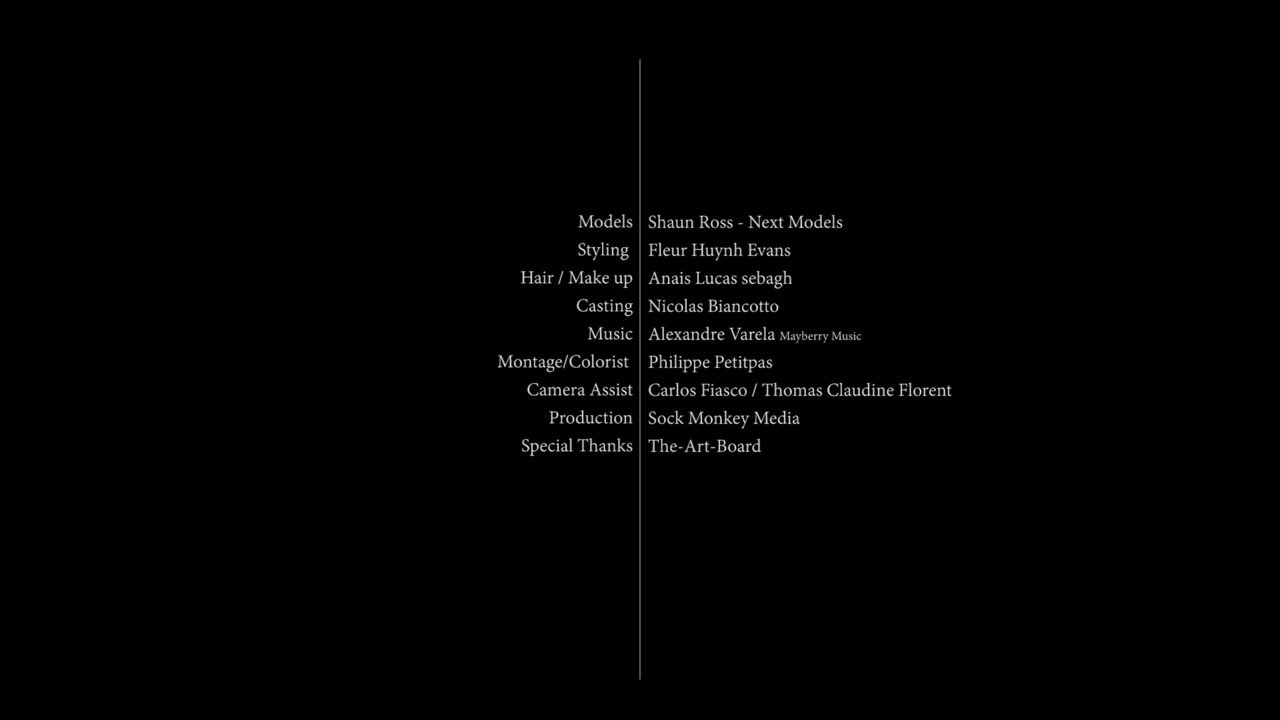 Models Shaun Ross - Next Models
Styling Fleur Huynh Evans
Hair / Make up Anais Lucas sebagh
Casting Nicolas Biancotto
Music Alexandre Varela Mayberry Music
Montage/Colorist Philippe Petitpas
Camera Assist Carlos Fiasco / Thomas Claudine Florent
Production Sock Monkey Media
Special Thanks The-Art-Board